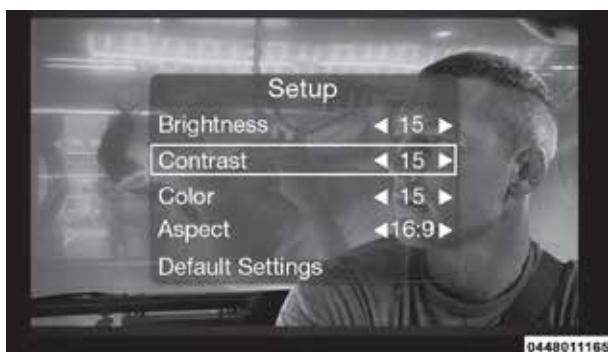 Setup
Brightness ◀ 15 ▶
Contrast ◀ 15 ▶
Color ◀ 15 ▶
Aspect ◀16:9▶
Default Settings
0448011165